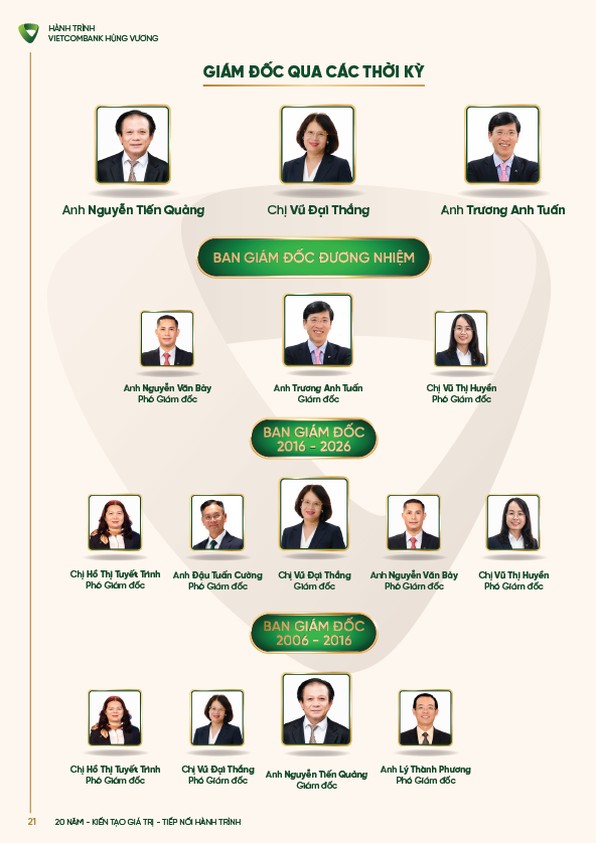 HÀNH TRÌNH
VIETCOMBANK HÙNG VƯƠNG
GIÁM ĐỐC QUA CÁC THỜI KỲ
Anh Nguyễn Tiến Quảng
Chị Vũ Đại Thắng
Anh Trương Anh Tuấn
BAN GIÁM ĐỐC ĐƯƠNG NHIỆM
Anh Nguyễn Văn Bảy
Phó Giám đốc
Anh Trương Anh Tuấn
Giám đốc
Chị Vũ Thị Huyền
Phó Giám đốc
BAN GIÁM ĐỐC
2016 - 2026
Chị Hồ Thị Tuyết Trinh
Phó Giám đốc
Anh Đậu Tuấn Cường
Phó Giám đốc
Chị Vũ Đại Thắng
Giám đốc
Anh Nguyễn Văn Bảy
Phó Giám đốc
Chị Vũ Thị Huyền
Phó Giám đốc
BAN GIÁM ĐỐC
2006 - 2016
Chị Hồ Thị Tuyết Trinh
Phó Giám đốc
Chị Vũ Đại Thắng
Phó Giám đốc
Anh Nguyễn Tiến Quảng
Giám đốc
Anh Lý Thành Phương
Phó Giám đốc
21 20 NĂM - KIẾN TẠO GIÁ TRỊ - TIẾP NỐI HÀNH TRÌNH